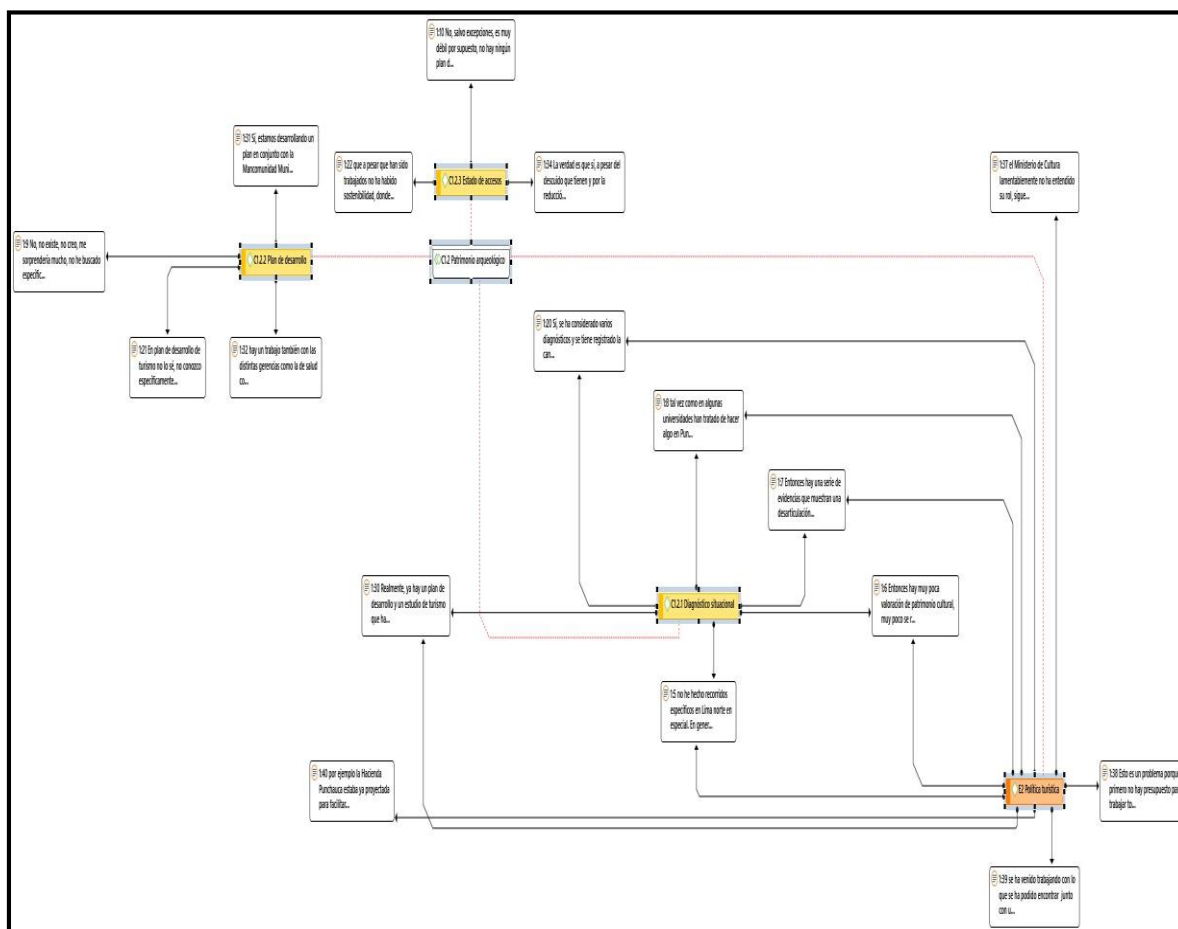 1:10 No, salvo excepciones, es muy
débil por supuesto, no hay ningún
plan d...
1:31 Sí, estamos desarrollando un
plan en conjunto con la
Mancomunidad Muni...
1:22 que a pesar que han sido
trabajados no ha habido
sostenibilidad, donde...
C1.2.3 Estado de accesos
1:34 La verdad es que sí, a pesar del
descuido que tienen y por la
reducció...
1:37 el Ministerio de Cultura
lamentablemente no ha entendido
su rol, sigue...
1:9 No, no existe, no creo, me
sorprendería mucho, no he buscado
específic...
C1.2.2 Plan de desarrollo
C1.2 Patrimonio arqueológico
1:21 En plan de desarrollo de
turismo no lo sé, no conozco
específicamente...
1:32 hay un trabajo también con las
distintas gerencias como la de salud
co...
1:20 Sí, se ha considerado varios
diagnósticos y se tiene registrado la
can...
1:8 tal vez como en algunas
universidades han tratado de hacer
algo en Pun...
1:7 Entonces hay una serie de
evidencias que muestran una
desarticulación...
1:30 Realmente, ya hay un plan de
desarrollo y un estudio de turismo
que ha...
C1.2.1 Diagnóstico situacional
1:6 Entonces hay muy poca
valoración de patrimonio cultural,
muy poco se r...
1:5 no he hecho recorridos
específicos en Lima norte en
especial. En gener...
1:40 por ejemplo la Hacienda
Punchauca estaba ya proyectada
para facilitar...
E2 Política turística
1:38 Esto es un problema porqu
primero no hay presupuesto pa
trabajar to...
1:39 se ha venido trabajando con lo
que se ha podido encontrar junto
con u...